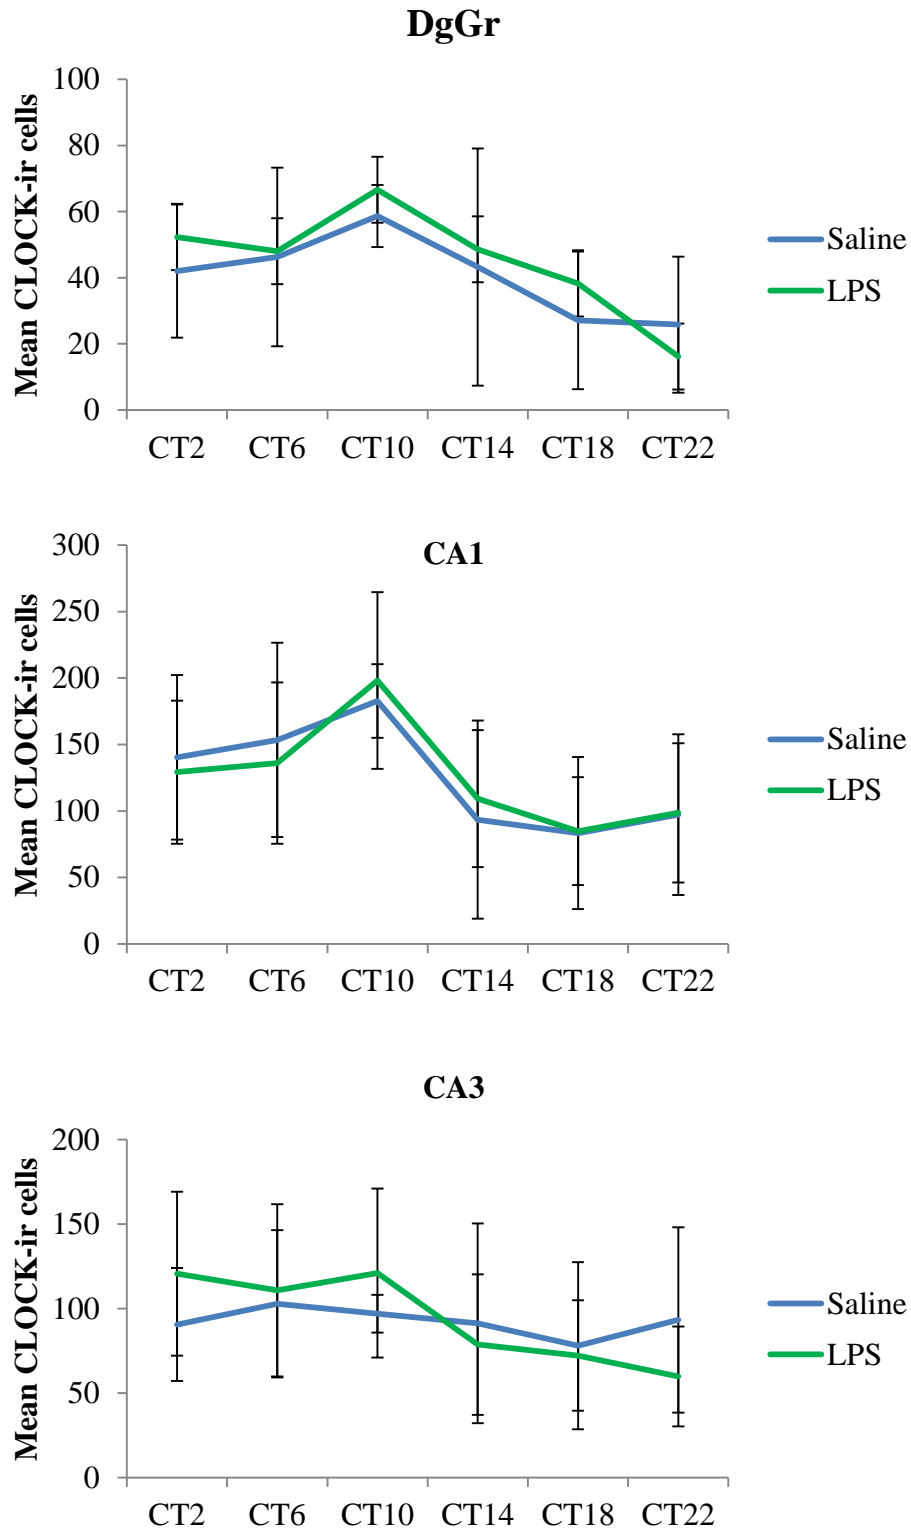 DgGr
Mean CLOCK-ir cells
100
80
60
40
20
0
CT2 CT6 CT10 CT14 CT18 CT22
Saline
LPS
CA1
Mean CLOCK-ir cells
300
250
200
150
100
50
0
CT2 CT6 CT10 CT14 CT18 CT22
Saline
LPS
CA3
Mean CLOCK-ir cells
200
150
100
50
0
CT2 CT6 CT10 CT14 CT18 CT22
Saline
LPS